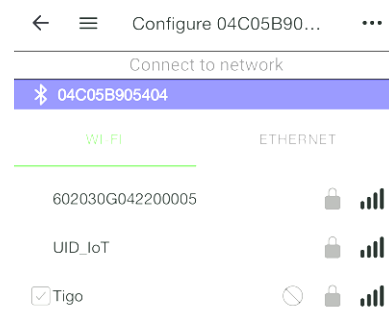 Configure 04C05B90...
Connect to network
04C05B905404
WI-FI ETHERNET
602030G042200005
UID_IoT
Tigo